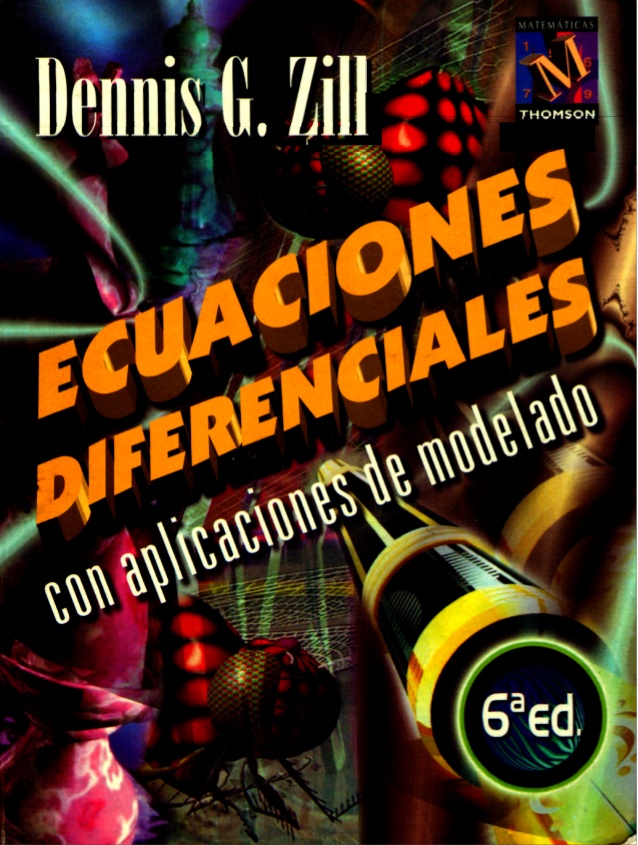 Dennis G. Zill
MATEMÁTICAS
M
THOMSON
ECUACIONES
DIFERENCIALES
con aplicaciones de modelado
6ª ed.